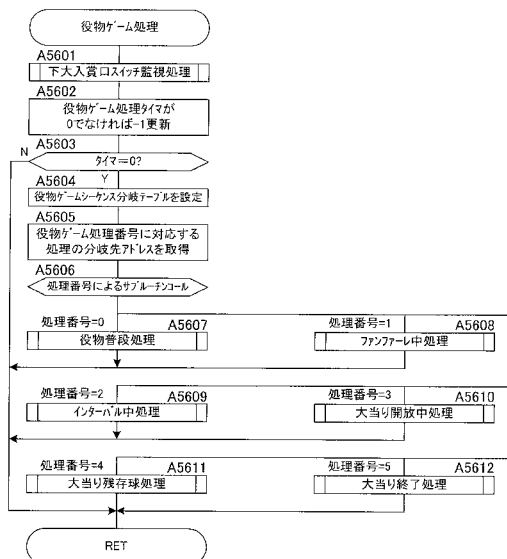 役物ゲーム処理
A5601
下大入賞口スイッチ監視処理
A5602
役物ゲーム処理タイマが
0でなければ-1更新
A5603
N
タイマ=0?
Y
A5604
役物ゲームシーケンス分岐テーブルを設定
A5605
役物ゲーム処理番号に対応する
処理の分岐先アドレスを取得
A5606
処理番号によるサブルーチンコール
処理番号=0
A5607
役物普段処理
処理番号=1
A5608
ファンファーレ中処理
処理番号=2
A5609
インターバル中処理
処理番号=3
A5610
大当り開放中処理
処理番号=4
A5611
大当り残存球処理
処理番号=5
A5612
大当り終了処理
RET